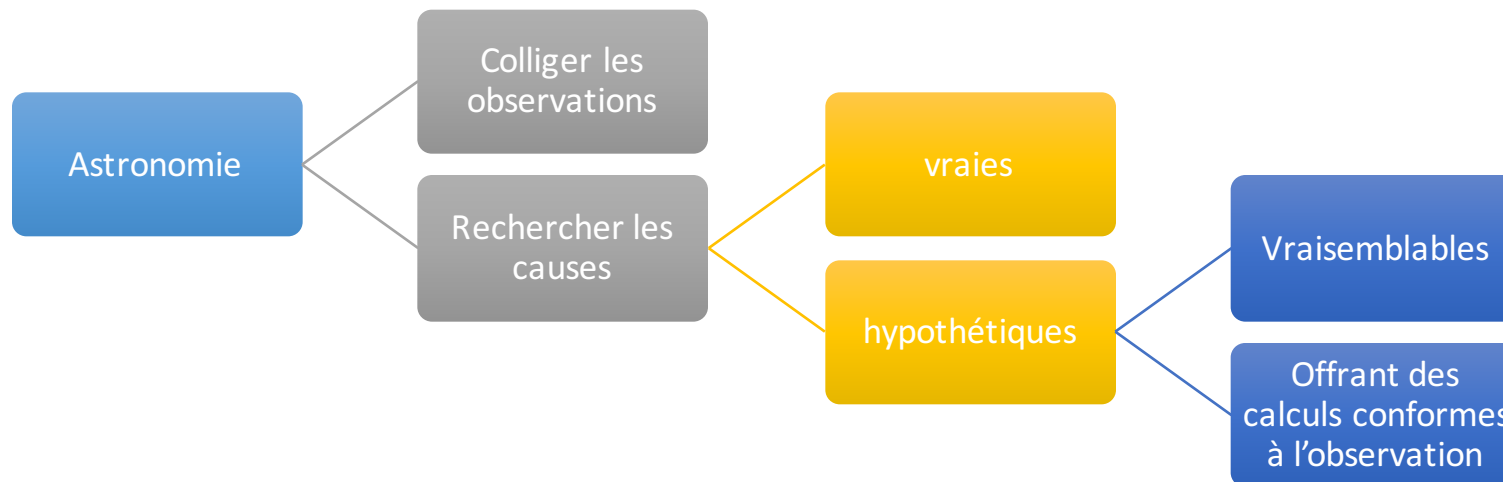 Astronomie
Colliger les
observations
Rechercher les
causes
vraies
hypothétiques
Vraisemblables
Offrant des
calculs conformes
à l’observation